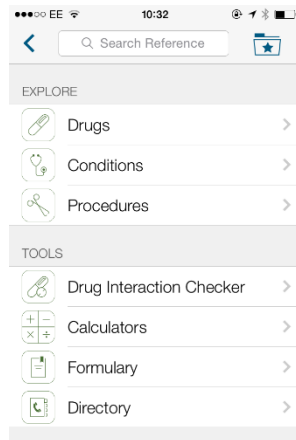 EE 10:32
Search Reference
EXPLORE
Drugs
Conditions
Procedures
TOOLS
Drug Interaction Checker
Calculators
Formulary
Directory